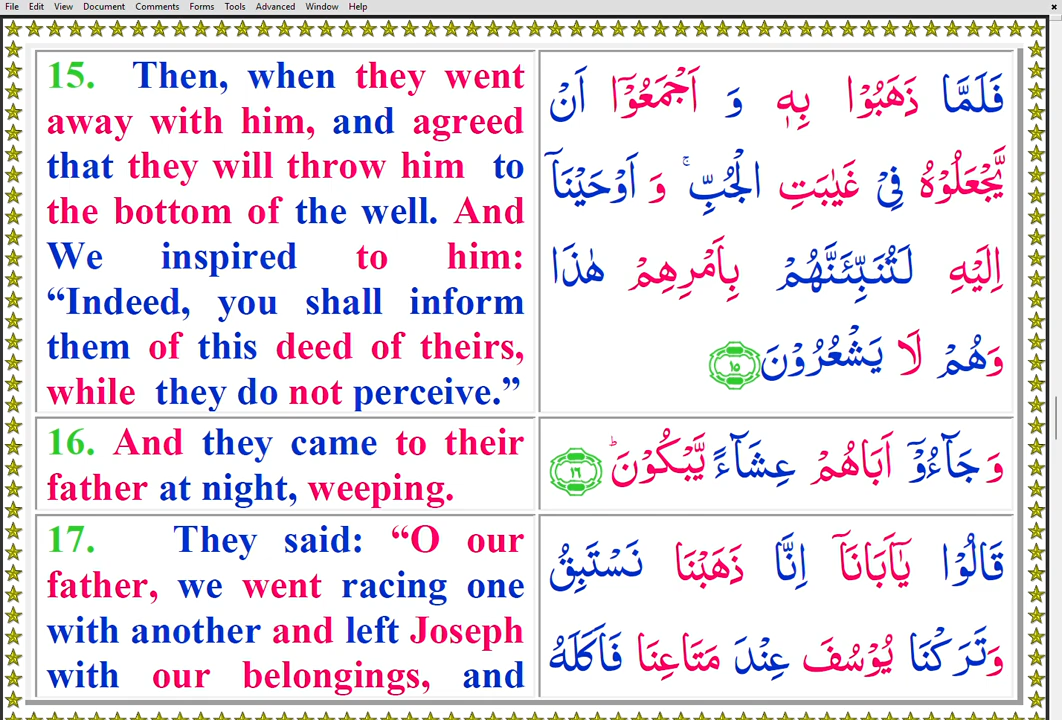 File Edit View Document Comments Forms Tools Advanced Window Help
15. Then, when they went
away with him, and agreed
that they will throw him to
the bottom of the well. And
We inspired to him:
“Indeed, you shall inform
them of this deed of theirs,
while they do not perceive.”
فَلَمَّا ذَهَبُوْا بِهٖ وَ اَجْمَعُوْٓا اَنْ
يَّجْعَلُوْهُ فِىْ غَيٰبَتِ الْجُبِّ ۚ وَ اَوْحَيْنَاۤ
اِلَيْهِ لَتُنَبِّئَنَّهُمْ بِاَمْرِهِمْ هٰذَا
وَهُمْ لَا يَشْعُرُوْنَ ۱۵
16. And they came to their
father at night, weeping.
وَ جَآءُوْٓ اَبَاهُمْ عِشَآءً يَّبْكُوْنَ ؕ ۱۶
17. They said: “O our
father, we went racing one
with another and left Joseph
with our belongings, and
قَالُوْا يٰۤاَبَانَاۤ اِنَّا ذَهَبْنَا نَسْتَبِقُ
وَتَرَكْنَا يُوْسُفَ عِنْدَ مَتَاعِنَا فَاَكَلَهُ